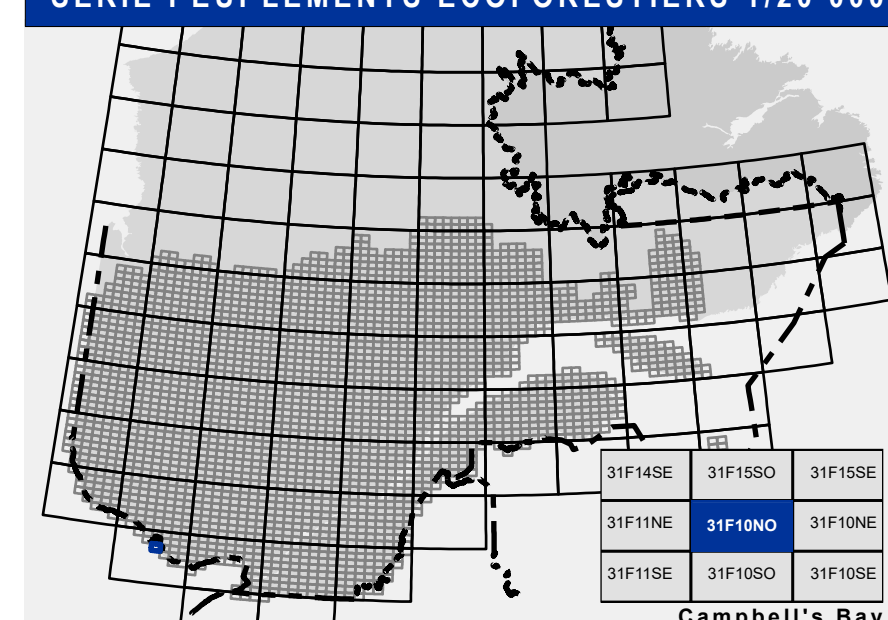 SÉRIE PEUPLEMENTS ÉCOFORESTIERS 1/20 000
31F14SE 31F15SO 31F15SE
31F11NE 31F10NO 31F10NE
31F11SE 31F10SO 31F10SE
Campbell's Bay